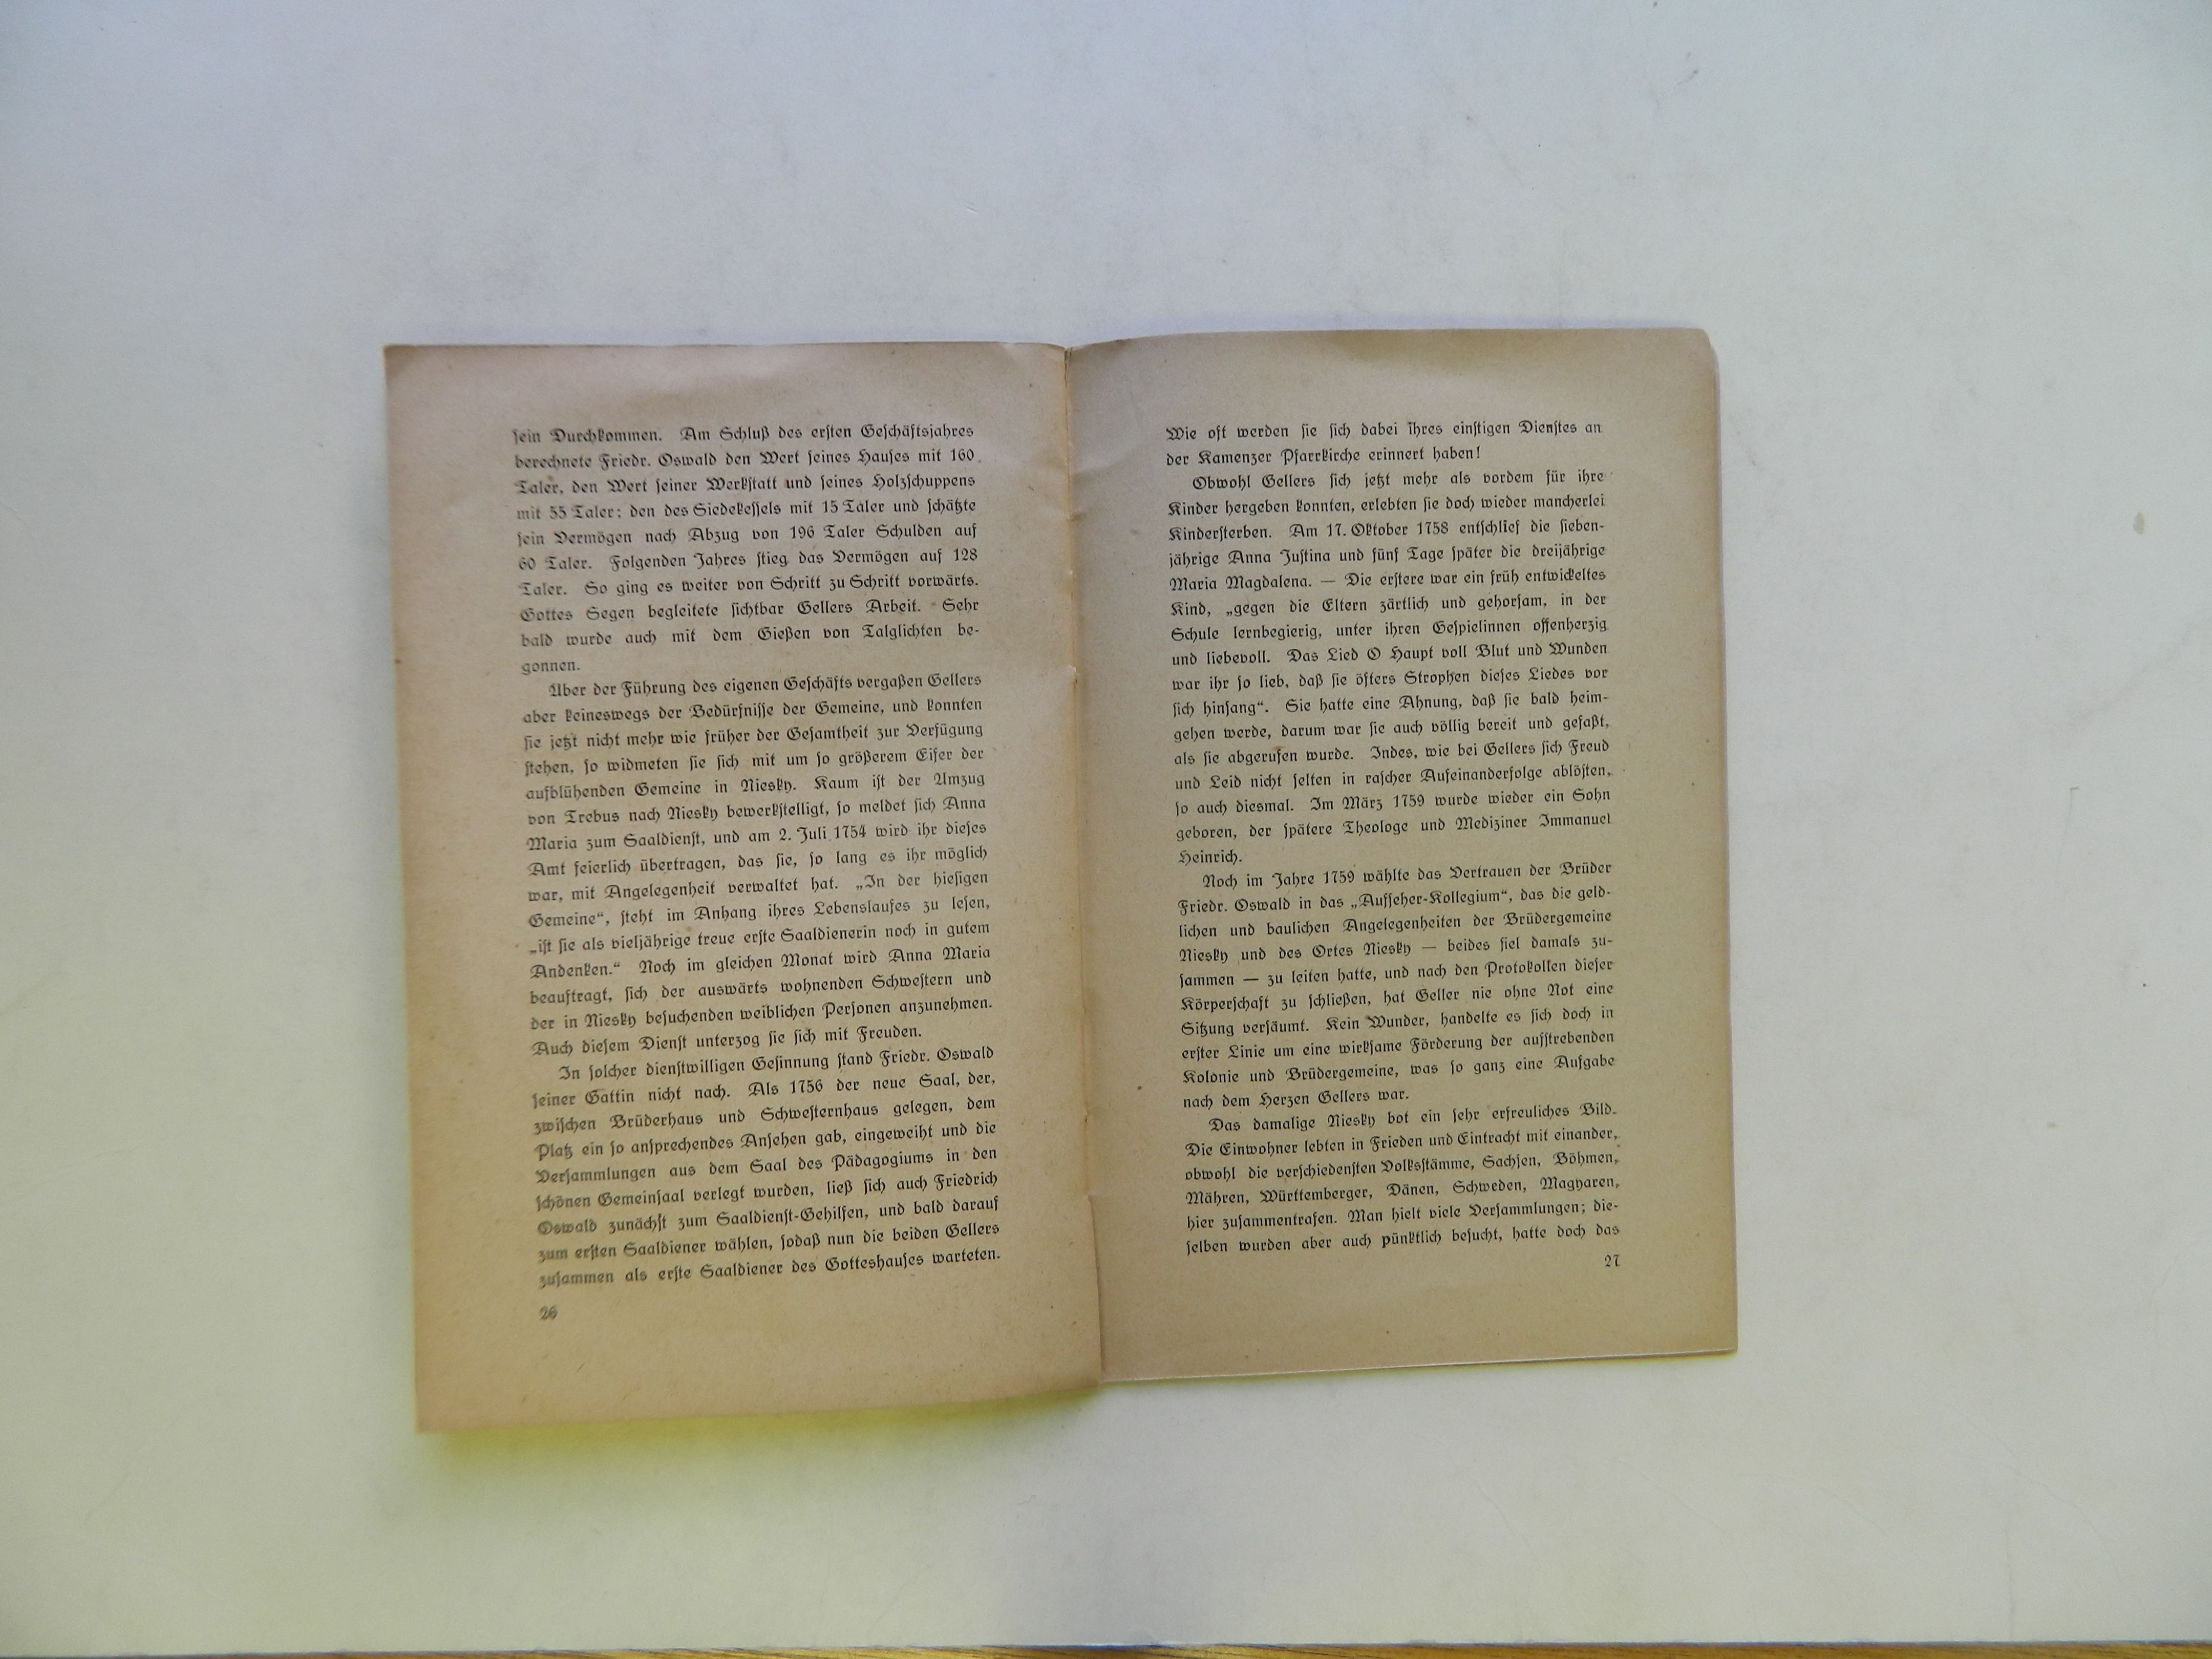 sein Durchkommen. Am Schluß des ersten Geschäftsjahres
berechnete Friedr. Oswald den Wert seines Hauses mit 160
Taler, den Wert seiner Werkstatt und seines Holzschuppens
mit 55 Taler; den des Siedekessels mit 15 Taler und schätzte
sein Vermögen nach Abzug von 196 Taler Schulden auf
60 Taler. Folgenden Jahres stieg das Vermögen auf 128
Taler. So ging es weiter von Schritt zu Schritt vorwärts.
Gottes Segen begleitete sichtbar Gellers Arbeit. Sehr
bald wurde auch mit dem Gießen von Talglichten be-
gonnen.
Über der Führung des eigenen Geschäfts vergaßen Gellers
aber keineswegs der Bedürfnisse der Gemeine, und konnten
sie jetzt nicht mehr wie früher der Gesamtheit zur Verfügung
stehen, so widmeten sie sich mit um so größerem Eifer der
aufblühenden Gemeine in Niesky. Kaum ist der Umzug
von Trebus nach Niesky bewerkstelligt, so meldet sich Anna
Maria zum Saaldienst, und am 2. Juli 1754 wird ihr dieses
Amt feierlich übertragen, das sie, so lang es ihr möglich
war, mit Angelegenheit verwaltet hat. „In der hiesigen
Gemeine“, steht im Anhang ihres Lebenslaufes zu lesen,
„ist sie als vieljährige treue erste Saaldienerin noch in gutem
Andenken.“ Noch im gleichen Monat wird Anna Maria
beauftragt, sich der auswärts wohnenden Schwestern und
der in Niesky besuchenden weiblichen Personen anzunehmen.
Auch diesem Dienst unterzog sie sich mit Freuden.
In solcher dienstwilligen Gesinnung stand Friedr. Oswald
seiner Gattin nicht nach. Als 1756 der neue Saal, der,
zwischen Brüderhaus und Schwesternhaus gelegen, dem
Platz ein so ansprechendes Ansehen gab, eingeweiht und die
Versammlungen aus dem Saal des Pädagogiums in den
schönen Gemeinsaal verlegt wurden, ließ sich auch Friedrich
Oswald zunächst zum Saaldienst-Gehilfen, und bald darauf
zum ersten Saaldiener wählen, sodaß nun die beiden Gellers
zusammen als erste Saaldiener des Gotteshauses warteten.
26
Wie oft werden sie sich dabei ihres einstigen Dienstes an
der Kamenzer Pfarrkirche erinnert haben!
Obwohl Gellers sich jetzt mehr als vordem für ihre
Kinder hergeben konnten, erlebten sie doch wieder mancherlei
Kindersterben. Am 17. Oktober 1758 entschlief die sieben-
jährige Anna Justina und fünf Tage später die dreijährige
Maria Magdalena. — Die erstere war ein früh entwickeltes
Kind, „gegen die Eltern zärtlich und gehorsam, in der
Schule lernbegierig, unter ihren Gespielinnen offenherzig
und liebevoll. Das Lied O Haupt voll Blut und Wunden
war ihr so lieb, daß sie öfters Strophen dieses Liedes vor
sich hinsang“. Sie hatte eine Ahnung, daß sie bald heim-
gehen werde, darum war sie auch völlig bereit und gefaßt,
als sie abgerufen wurde. Indes, wie bei Gellers sich Freud
und Leid nicht selten in rascher Aufeinanderfolge ablösten,
so auch diesmal. Im März 1759 wurde wieder ein Sohn
geboren, der spätere Theologe und Mediziner Immanuel
Heinrich.
Noch im Jahre 1759 wählte das Vertrauen der Brüder
Friedr. Oswald in das „Aufseher-Kollegium“, das die geld-
lichen und baulichen Angelegenheiten der Brüdergemeine
Niesky und des Ortes Niesky — beides fiel damals zu-
sammen — zu leiten hatte, und nach den Protokollen dieser
Körperschaft zu schließen, hat Geller nie ohne Not eine
Sitzung versäumt. Kein Wunder, handelte es sich doch in
erster Linie um eine wirksame Förderung der aufstrebenden
Kolonie und Brüdergemeine, was so ganz eine Aufgabe
nach dem Herzen Gellers war.
Das damalige Niesky bot ein sehr erfreuliches Bild.
Die Einwohner lebten in Frieden und Eintracht mit einander,
obwohl die verschiedensten Volksstämme, Sachsen, Böhmen,
Mähren, Württemberger, Dänen, Schweden, Magyaren,
hier zusammentrafen. Man hielt viele Versammlungen; die-
selben wurden aber auch pünktlich besucht, hatte doch das
27